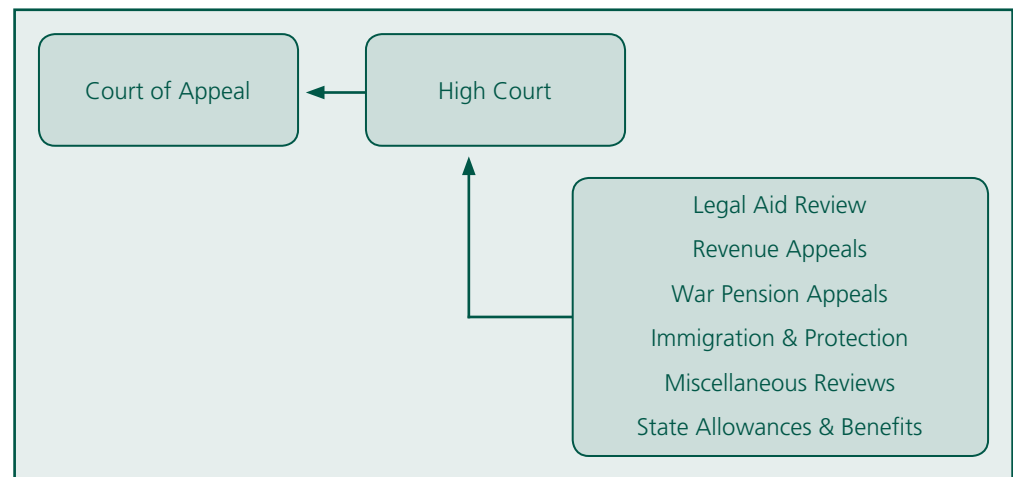 Court of Appeal
High Court
Legal Aid Review
Revenue Appeals
War Pension Appeals
Immigration & Protection
Miscellaneous Reviews
State Allowances & Benefits